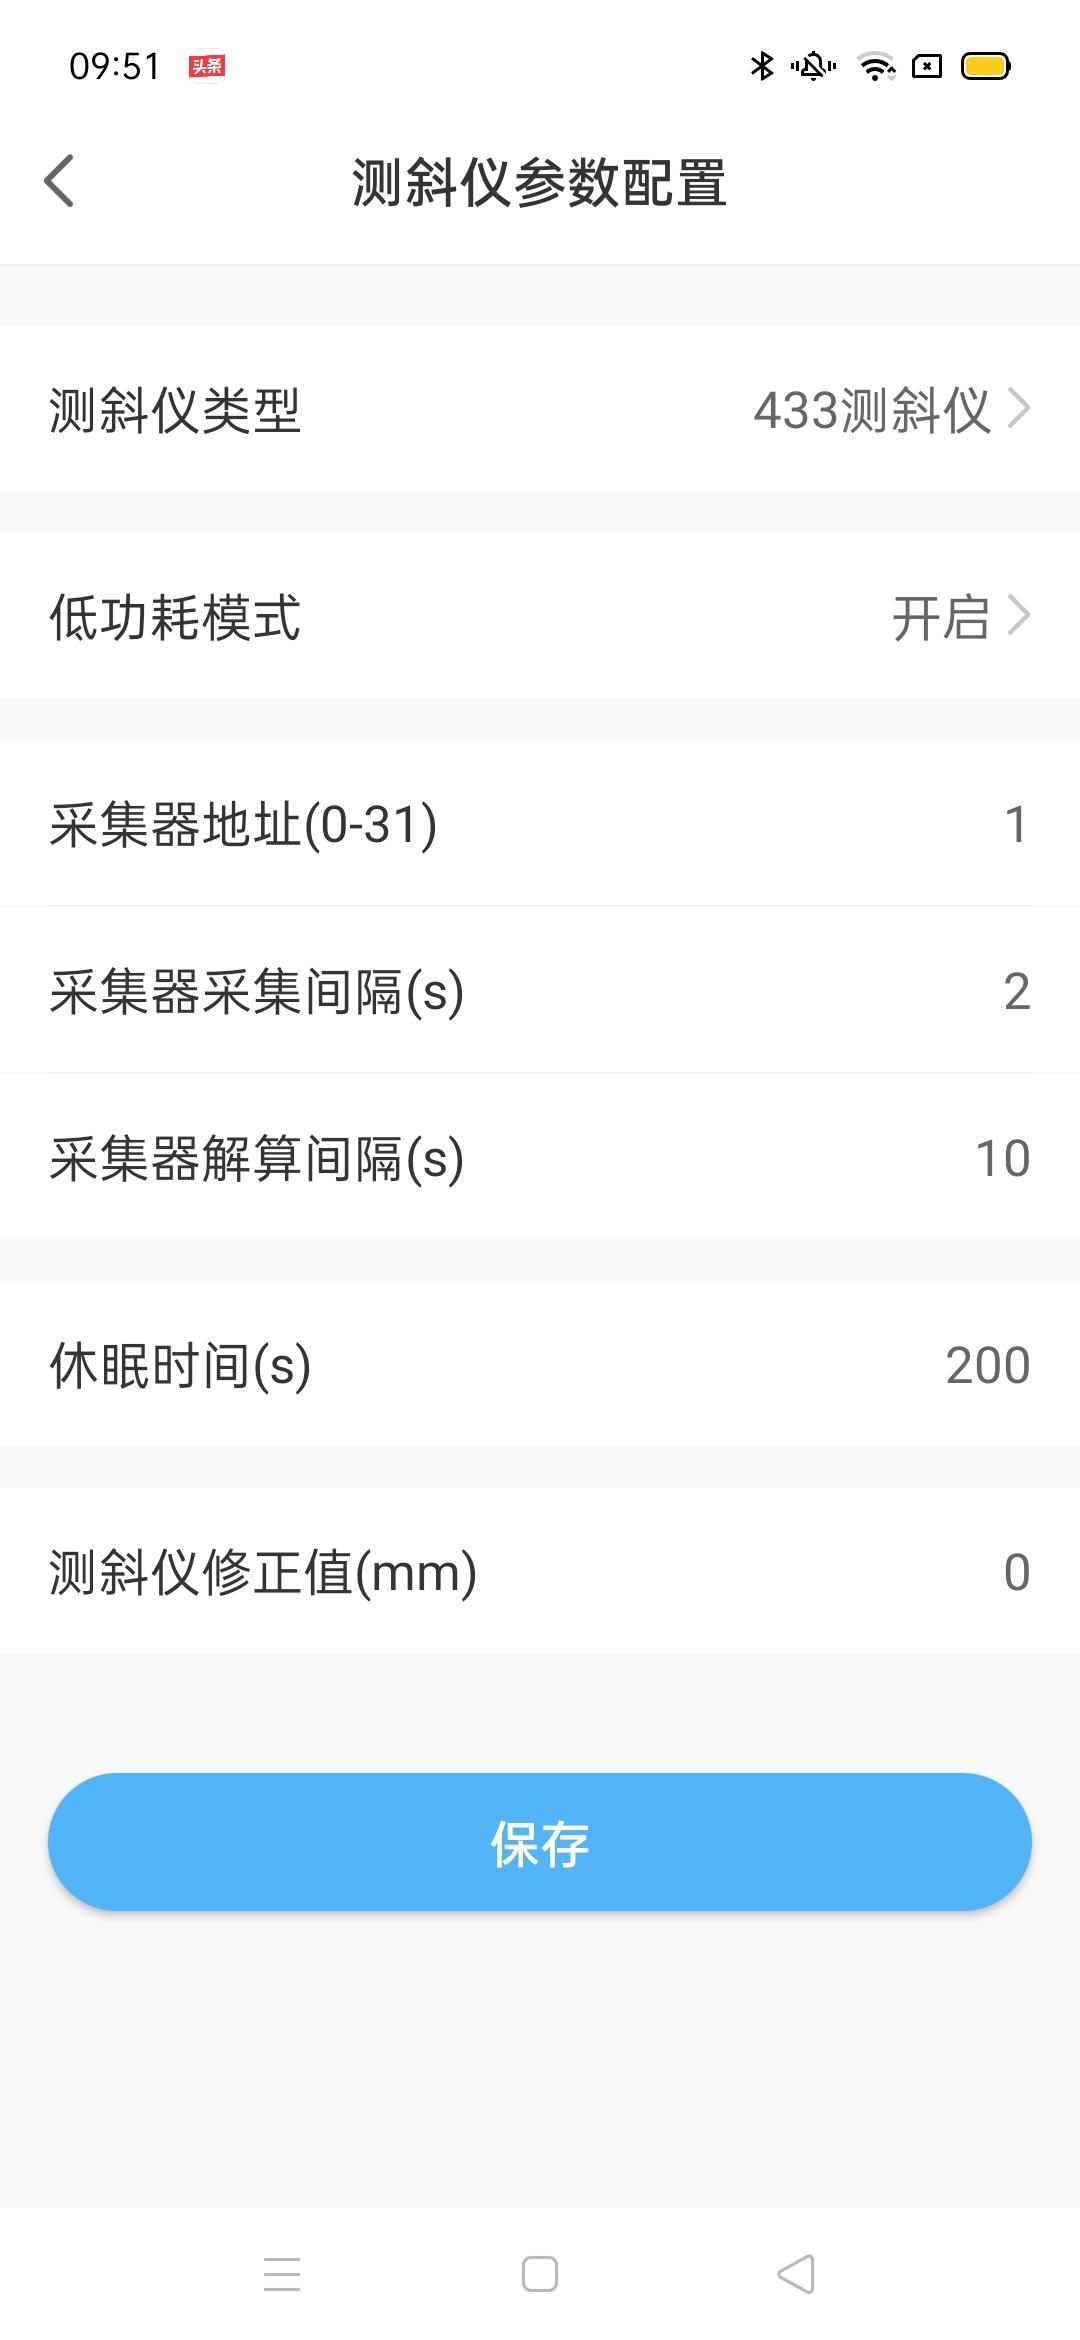 09:51 头条
测斜仪参数配置
测斜仪类型 433测斜仪
低功耗模式 开启
采集器地址(0-31) 1
采集器采集间隔(s) 2
采集器解算间隔(s) 10
休眠时间(s) 200
测斜仪修正值(mm) 0
保存